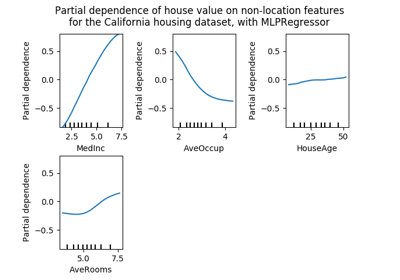 Partial dependence of house value on non-location features
for the California housing dataset, with MLPRegressor
Partial dependence
0.5
0.0
−0.5
2.5 5.0 7.5
MedInc
Partial dependence
0.5
0.0
−0.5
2 4
AveOccup
Partial dependence
0.5
0.0
−0.5
25 50
HouseAge
Partial dependence
0.5
0.0
−0.5
5.0 7.5
AveRooms